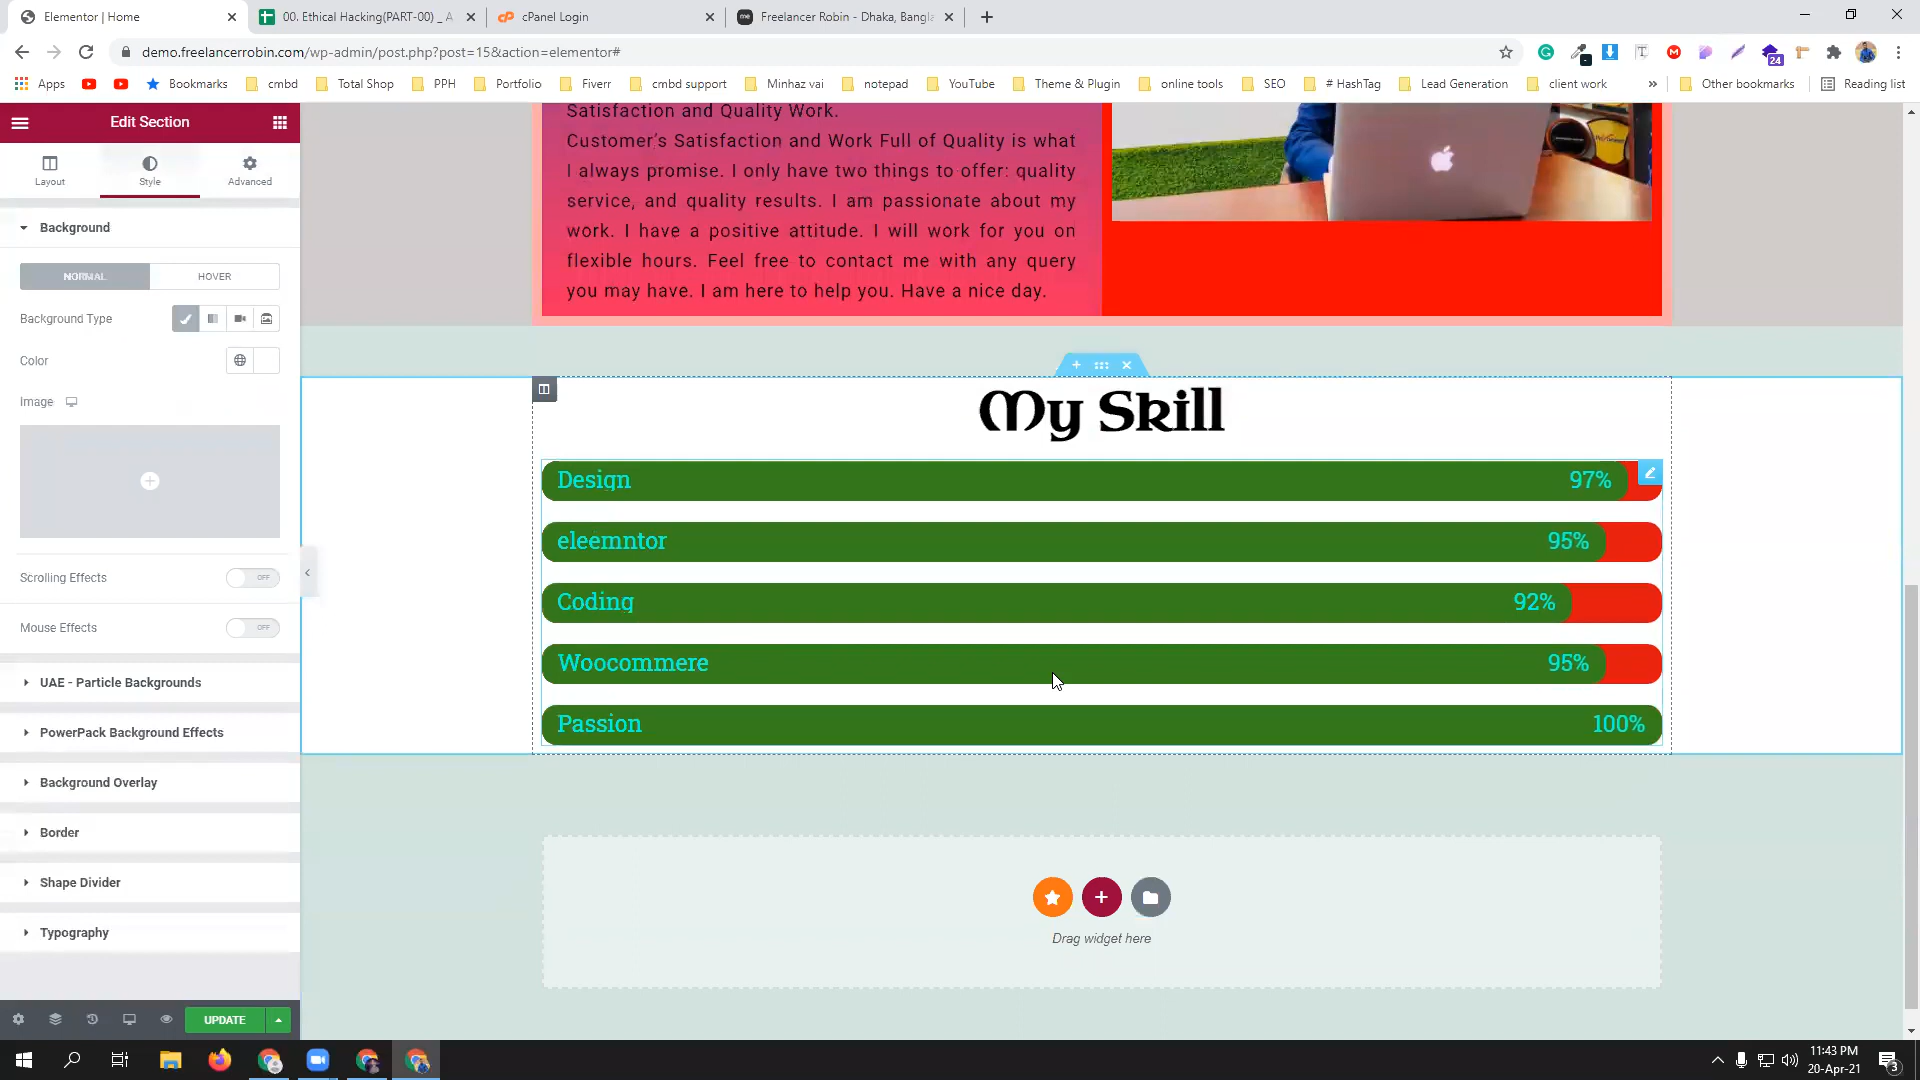 Elementor | Home
00. Ethical Hacking(PART-00) _ A
cPanel Login
Freelancer Robin - Dhaka, Bangla
demo.freelancerrobin.com/wp-admin/post.php?post=15&action=elementor#
24
Apps
Bookmarks
cmbd
Total Shop
PPH
Portfolio
Fiverr
cmbd support
Minhaz vai
notepad
YouTube
Theme & Plugin
online tools
SEO
# HashTag
Lead Generation
client work
»
Other bookmarks
Reading list
Edit Section
Layout
Style
Advanced
Background
NORMAL
HOVER
Background Type
Color
Image
Scrolling Effects
OFF
Mouse Effects
OFF
UAE - Particle Backgrounds
PowerPack Background Effects
Background Overlay
Border
Shape Divider
Typography
UPDATE
Satisfaction and Quality Work.
Customer's Satisfaction and Work Full of Quality is what
I always promise. I only have two things to offer: quality
service, and quality results. I am passionate about my
work. I have a positive attitude. I will work for you on
flexible hours. Feel free to contact me with any query
you may have. I am here to help you. Have a nice day.
My Skill
Design 97%
eleemntor 95%
Coding 92%
Woocommere 95%
Passion 100%
Drag widget here
11:43 PM
20-Apr-21
3